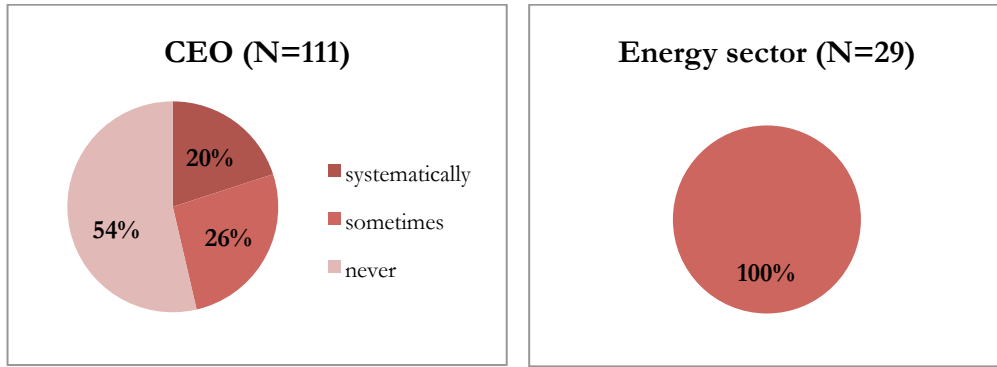 CEO (N=111)
20%
26%
54%
systematically
sometimes
never
Energy sector (N=29)
100%